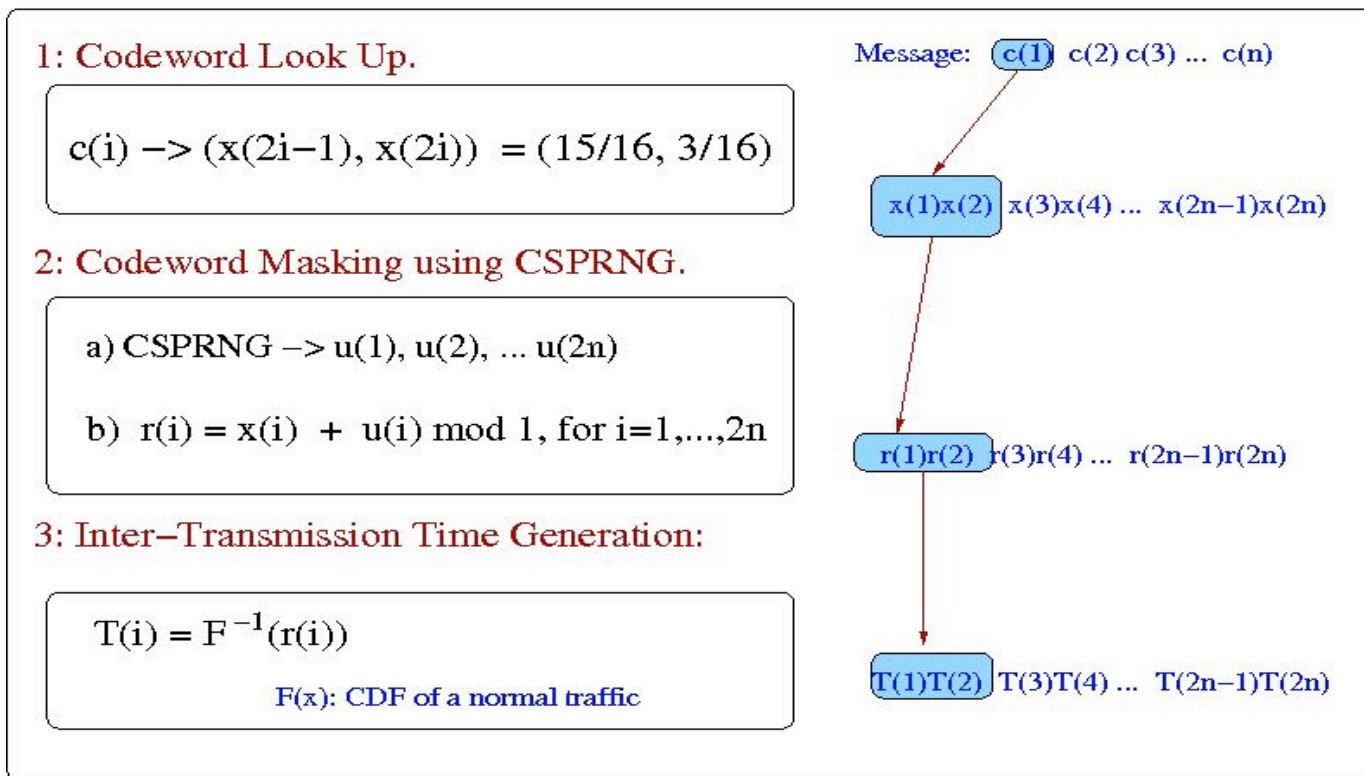 1: Codeword Look Up.
c(i) −> (x(2i−1), x(2i)) = (15/16, 3/16)
2: Codeword Masking using CSPRNG.
a) CSPRNG −> u(1), u(2), ... u(2n)
b) r(i) = x(i) + u(i) mod 1, for i=1,...,2n
3: Inter−Transmission Time Generation:
T(i) = F⁻¹(r(i))
F(x): CDF of a normal traffic
Message: c(1) c(2) c(3) ... c(n)
x(1)x(2) x(3)x(4) ... x(2n−1)x(2n)
r(1)r(2) r(3)r(4) ... r(2n−1)r(2n)
T(1)T(2) T(3)T(4) ... T(2n−1)T(2n)